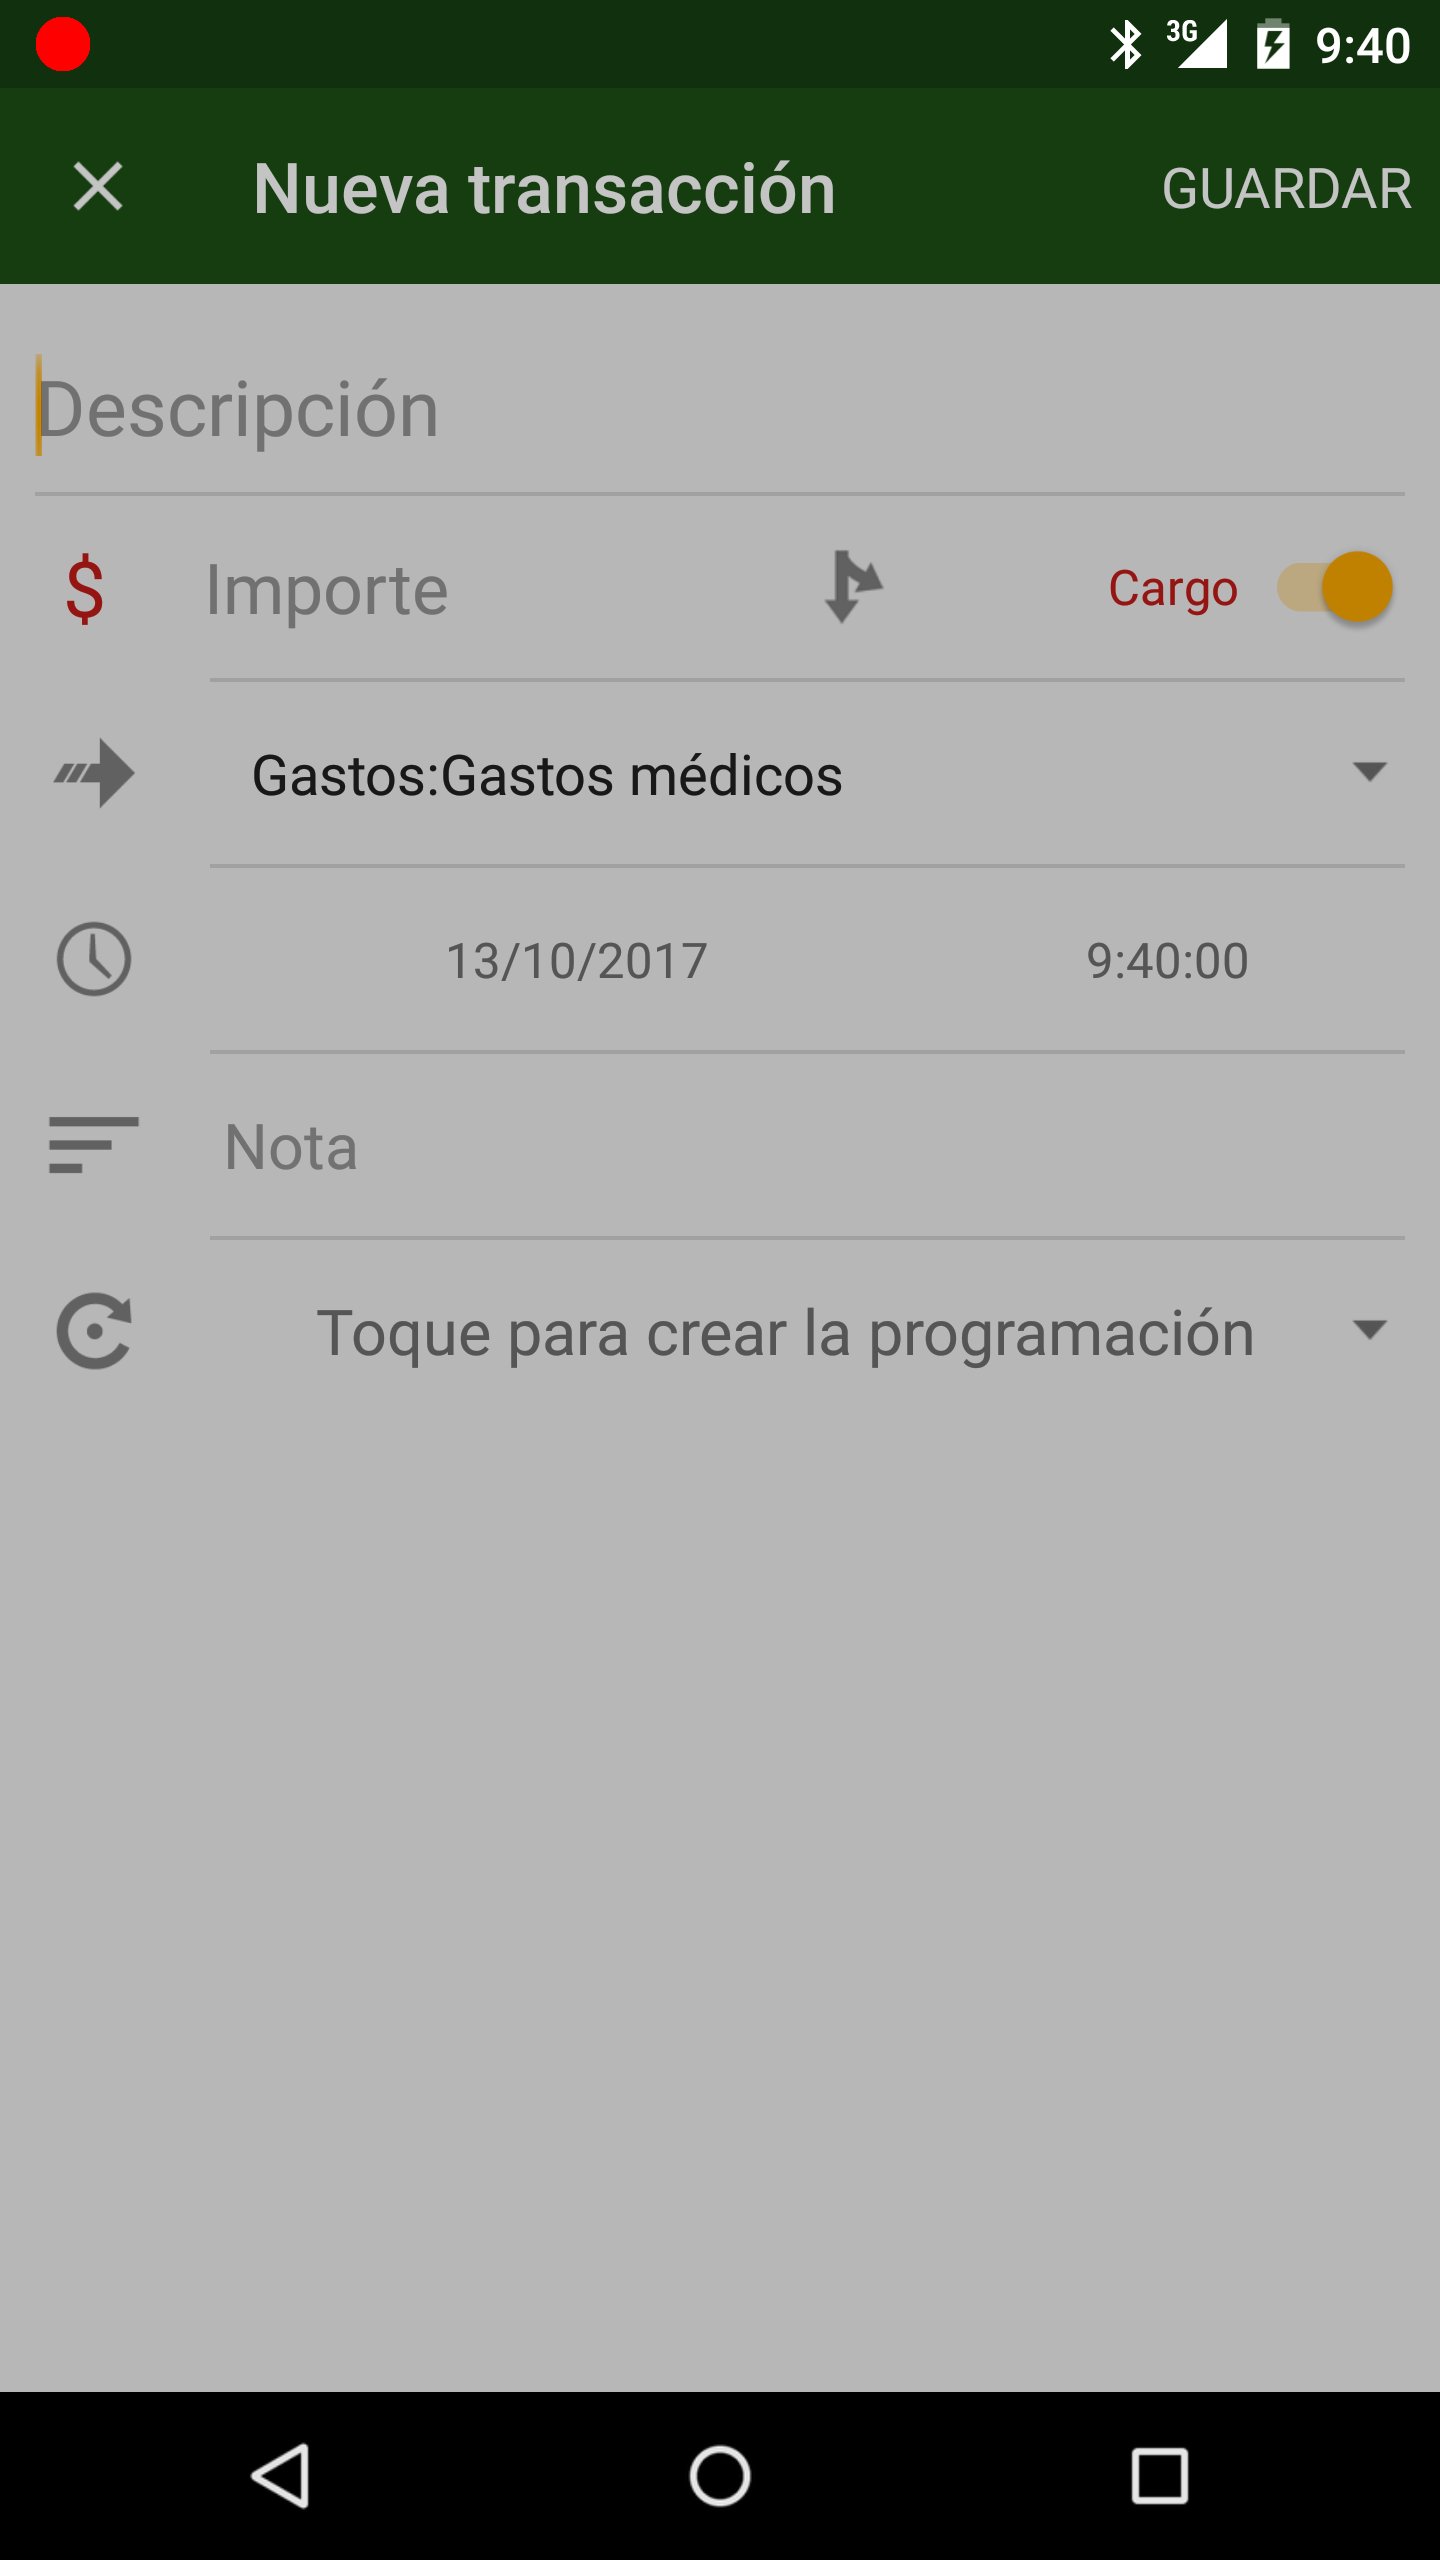 3G 9:40
Nueva transacción GUARDAR
Descripción
$ Importe Cargo
Gastos:Gastos médicos
13/10/2017 9:40:00
Nota
Toque para crear la programación